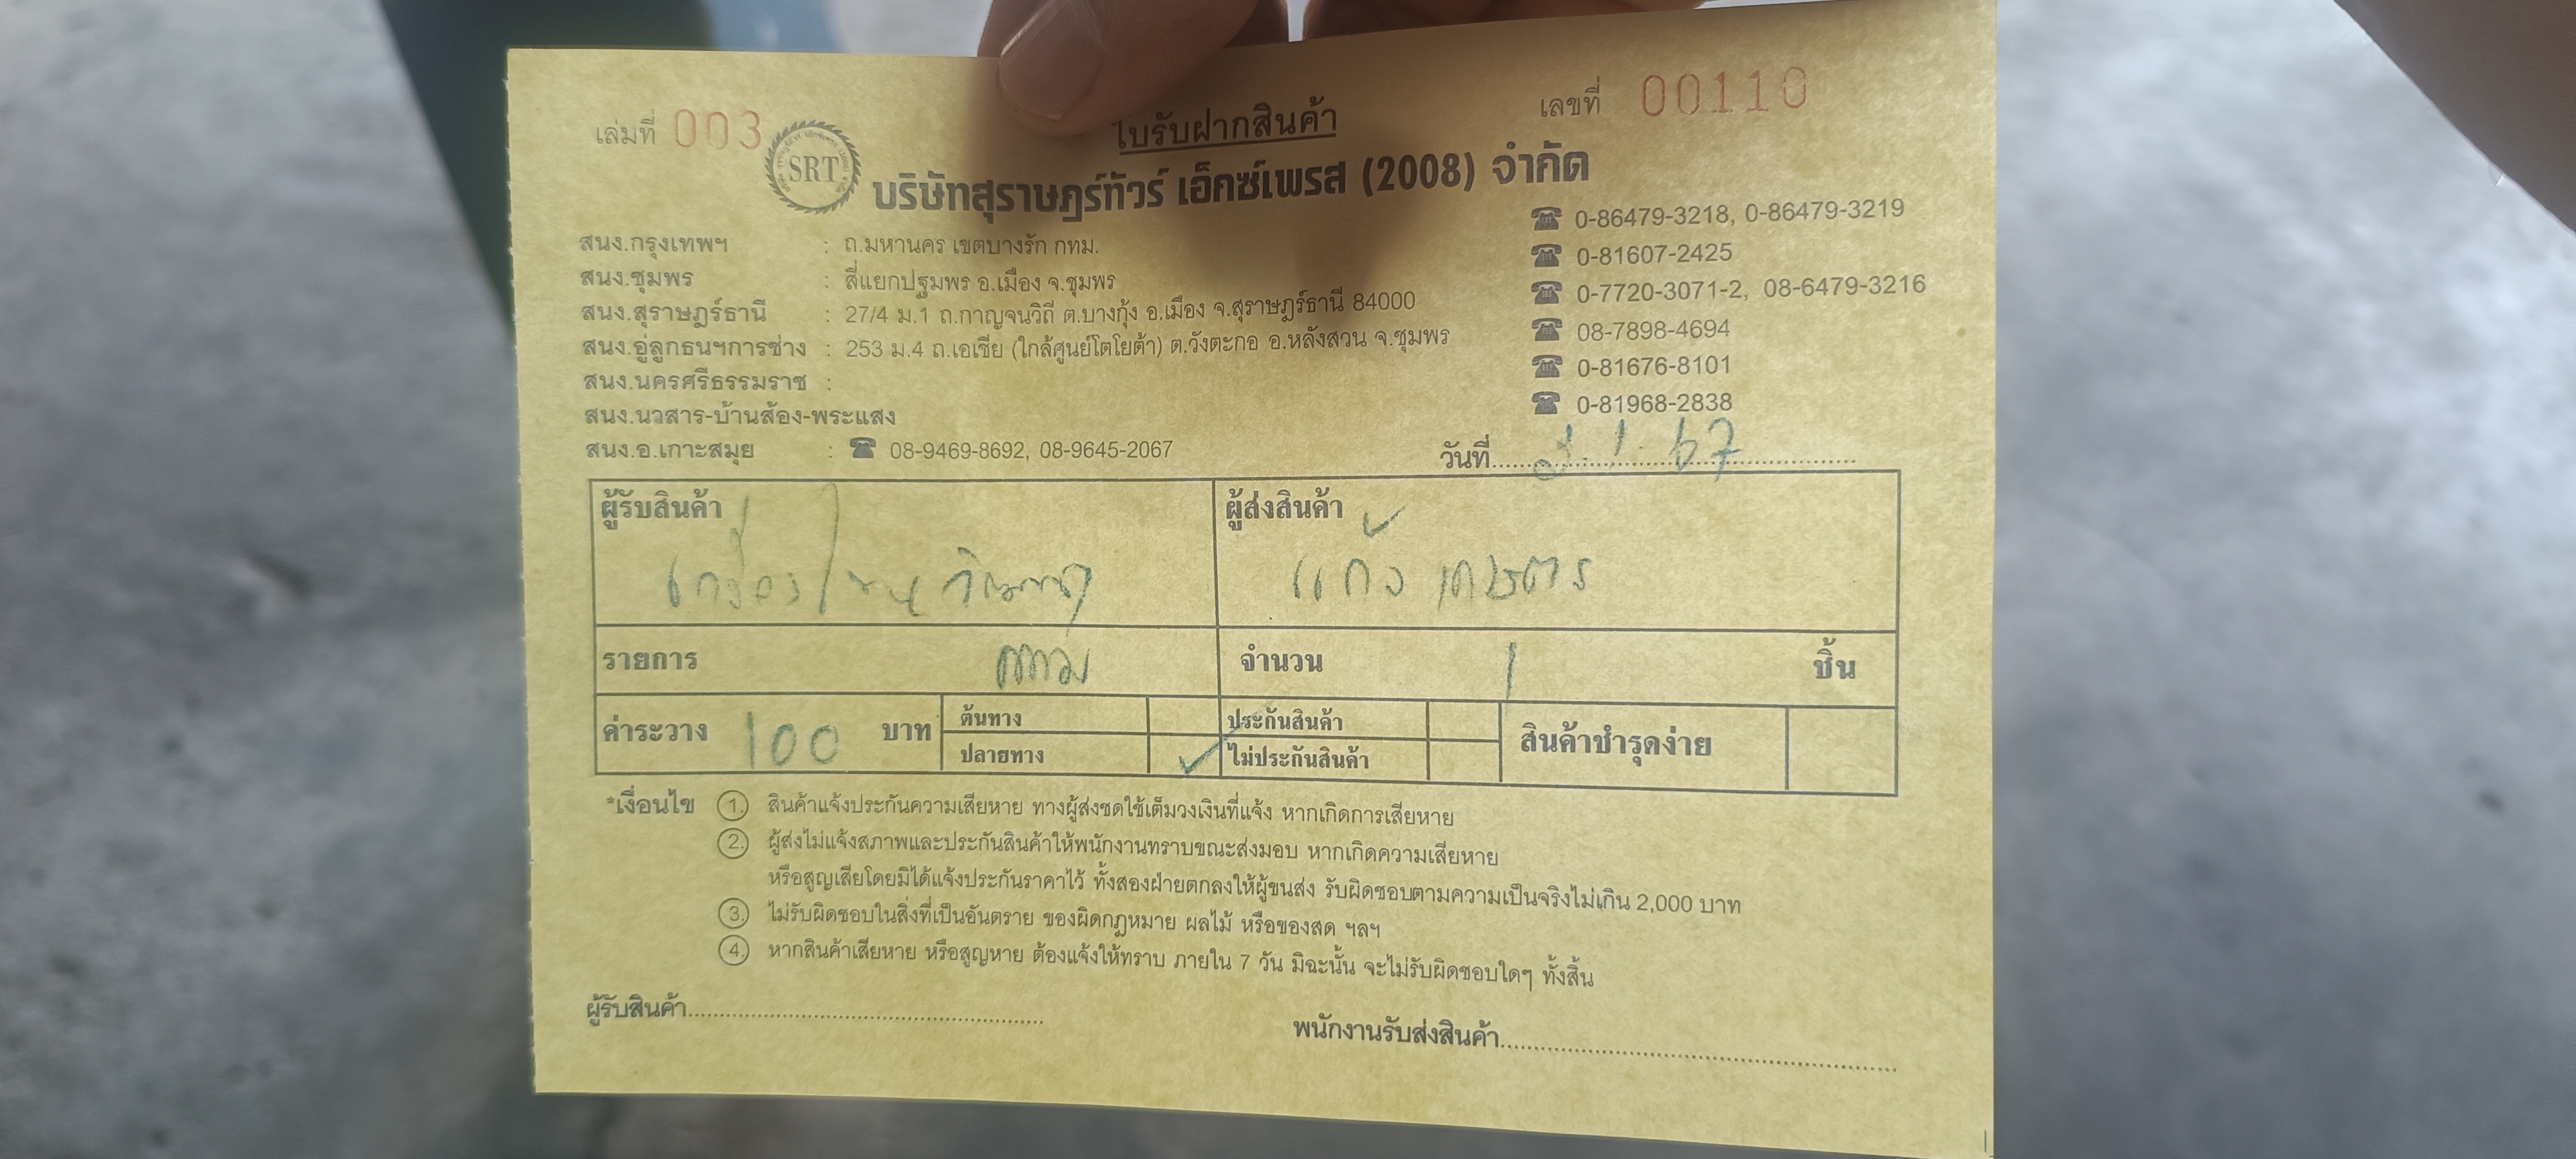 เล่มที่ 003
เลขที่ 00110
ใบรับฝากสินค้า
SRT
บริษัทสุราษฎร์ทัวร์ เอ็กซ์เพรส (2008) จำกัด
สนง.กรุงเทพฯ : ถ.มหานคร เขตบางรัก กทม. ☎ 0-86479-3218, 0-86479-3219
สนง.ชุมพร : สี่แยกปฐมพร อ.เมือง จ.ชุมพร ☎ 0-81607-2425
สนง.สุราษฎร์ธานี : 27/4 ม.1 ถ.กาญจนวิถี ต.บางกุ้ง อ.เมือง จ.สุราษฎร์ธานี 84000 ☎ 0-7720-3071-2, 08-6479-3216
สนง.อู่ลูกธนฯการช่าง : 253 ม.4 ถ.เอเซีย (ใกล้ศูนย์โตโยต้า) ต.วังตะกอ อ.หลังสวน จ.ชุมพร ☎ 08-7898-4694
สนง.นครศรีธรรมราช : ☎ 0-81676-8101
สนง.นวสาร-บ้านส้อง-พระแสง ☎ 0-81968-2838
สนง.อ.เกาะสมุย : ☎ 08-9469-8692, 08-9645-2067
วันที่ 1 67
ผู้รับสินค้า
ผู้ส่งสินค้า
แก้ว เกษตร
รายการ
จำนวน 1 ชิ้น
ค่าระวาง 100 บาท
ต้นทาง
ปลายทาง ✓
ประกันสินค้า
ไม่ประกันสินค้า
สินค้าชำรุดง่าย
*เงื่อนไข 1. สินค้าแจ้งประกันความเสียหาย ทางผู้ส่งชดใช้เต็มวงเงินที่แจ้ง หากเกิดการเสียหาย
2. ผู้ส่งไม่แจ้งสภาพและประกันสินค้าให้พนักงานทราบขณะส่งมอบ หากเกิดความเสียหาย
หรือสูญเสียโดยมิได้แจ้งประกันราคาไว้ ทั้งสองฝ่ายตกลงให้ผู้ขนส่ง รับผิดชอบตามความเป็นจริงไม่เกิน 2,000 บาท
3. ไม่รับผิดชอบในสิ่งที่เป็นอันตราย ของผิดกฎหมาย ผลไม้ หรือของสด ฯลฯ
4. หากสินค้าเสียหาย หรือสูญหาย ต้องแจ้งให้ทราบ ภายใน 7 วัน มิฉะนั้น จะไม่รับผิดชอบใดๆ ทั้งสิ้น
ผู้รับสินค้า
พนักงานรับส่งสินค้า